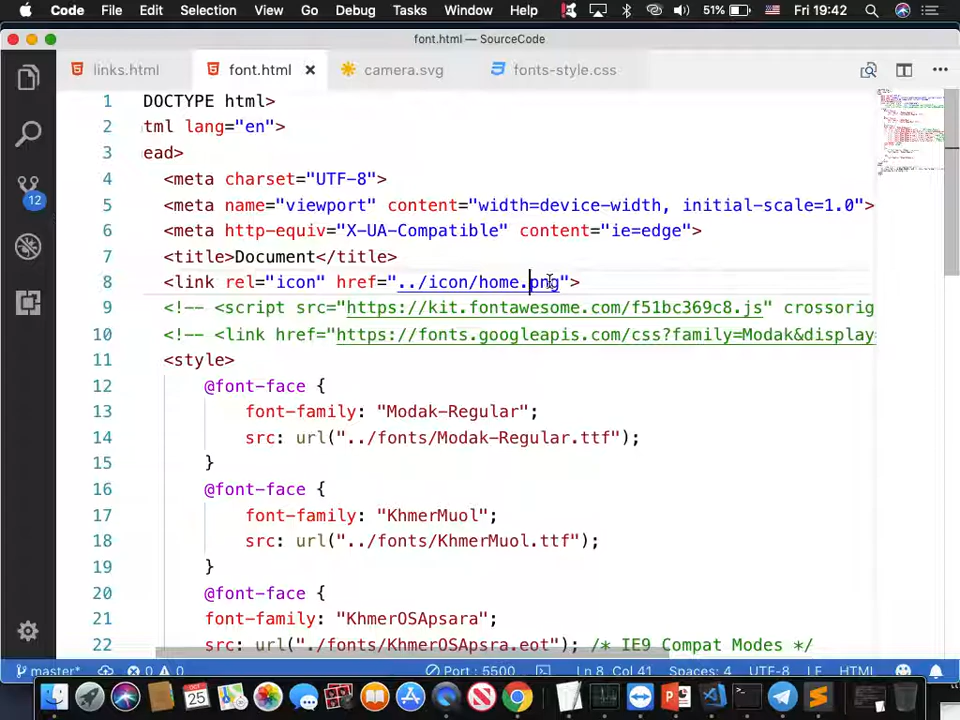 Code File Edit Selection View Go Debug Tasks Window Help 51% Fri 19:42
font.html — SourceCode
links.html font.html camera.svg fonts-style.css
1 DOCTYPE html>
2 tml lang="en">
3 ead>
4 <meta charset="UTF-8">
5 <meta name="viewport" content="width=device-width, initial-scale=1.0">
6 <meta http-equiv="X-UA-Compatible" content="ie=edge">
7 <title>Document</title>
8 <link rel="icon" href="../icon/home.png">
9 <!-- <script src="https://kit.fontawesome.com/f51bc369c8.js" crossorig
10 <!-- <link href="https://fonts.googleapis.com/css?family=Modak&display=
11 <style>
12 @font-face {
13 font-family: "Modak-Regular";
14 src: url("../fonts/Modak-Regular.ttf");
15 }
16 @font-face {
17 font-family: "KhmerMuol";
18 src: url("../fonts/KhmerMuol.ttf");
19 }
20 @font-face {
21 font-family: "KhmerOSApsara";
22 src: url("./fonts/KhmerOSApsra.eot"); /* IE9 Compat Modes */
12
master* 0 0 Port : 5500 Ln 8, Col 41 Spaces: 4 UTF-8 LF HTML
OCT
25